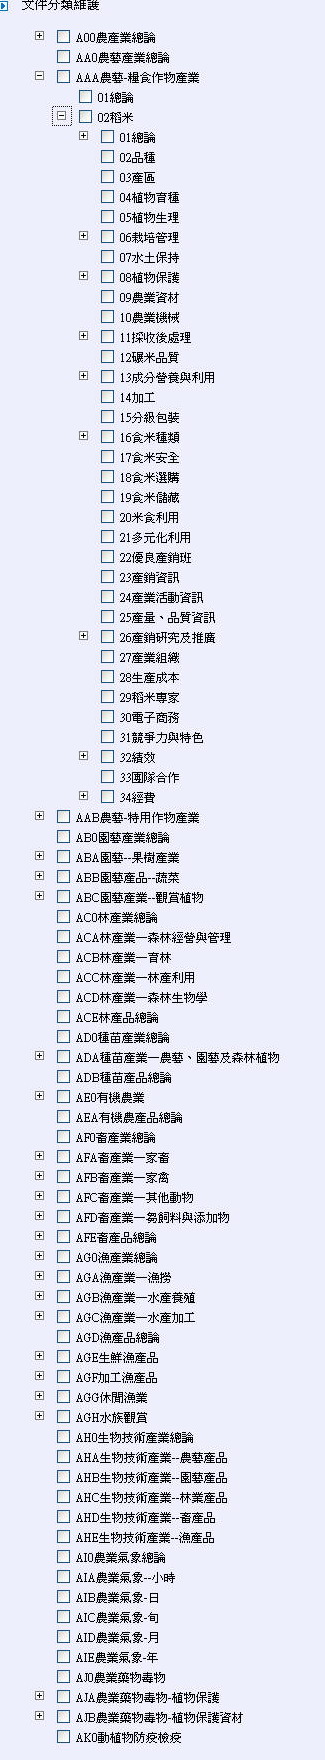 文件分類維護
A00農產業總論
AA0農藝產業總論
AAA農藝-糧食作物產業
01總論
02稻米
01總論
02品種
03產區
04植物育種
05植物生理
06栽培管理
07水土保持
08植物保護
09農業資材
10農業機械
11採收後處理
12碾米品質
13成分營養與利用
14加工
15分級包裝
16食米種類
17食米安全
18食米選購
19食米儲藏
20米食利用
21多元化利用
22優良產銷班
23產銷資訊
24產業活動資訊
25產量、品質資訊
26產銷研究及推廣
27產業組織
28生產成本
29稻米專家
30電子商務
31競爭力與特色
32績效
33團隊合作
34經費
AAB農藝-特用作物產業
AB0園藝產業總論
ABA園藝--果樹產業
ABB園藝產品--蔬菜
ABC園藝產業--觀賞植物
AC0林產業總論
ACA林產業—森林經營與管理
ACB林產業—育林
ACC林產業—林產利用
ACD林產業—森林生物學
ACE林產品總論
AD0種苗產業總論
ADA種苗產業—農藝、園藝及森林植物
ADB種苗產品總論
AE0有機農業
AEA有機農產品總論
AF0畜產業總論
AFA畜產業—家畜
AFB畜產業—家禽
AFC畜產業—其他動物
AFD畜產業—芻飼料與添加物
AFE畜產品總論
AG0漁產業總論
AGA漁產業—漁撈
AGB漁產業—水產養殖
AGC漁產業—水產加工
AGD漁產品總論
AGE生鮮漁產品
AGF加工漁產品
AGG休閒漁業
AGH水族觀賞
AH0生物技術產業總論
AHA生物技術產業--農藝產品
AHB生物技術產業--園藝產品
AHC生物技術產業--林業產品
AHD生物技術產業--畜產品
AHE生物技術產業--漁產品
AI0農業氣象總論
AIA農業氣象--小時
AIB農業氣象-日
AIC農業氣象-旬
AID農業氣象-月
AIE農業氣象-年
AJ0農業藥物毒物
AJA農業藥物毒物-植物保護
AJB農業藥物毒物-植物保護資材
AK0動植物防疫檢疫